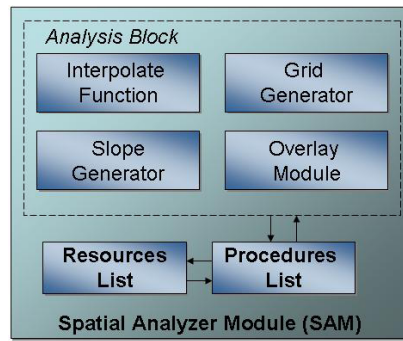 Analysis Block
Interpolate
Function
Grid
Generator
Slope
Generator
Overlay
Module
Resources
List
Procedures
List
Spatial Analyzer Module (SAM)